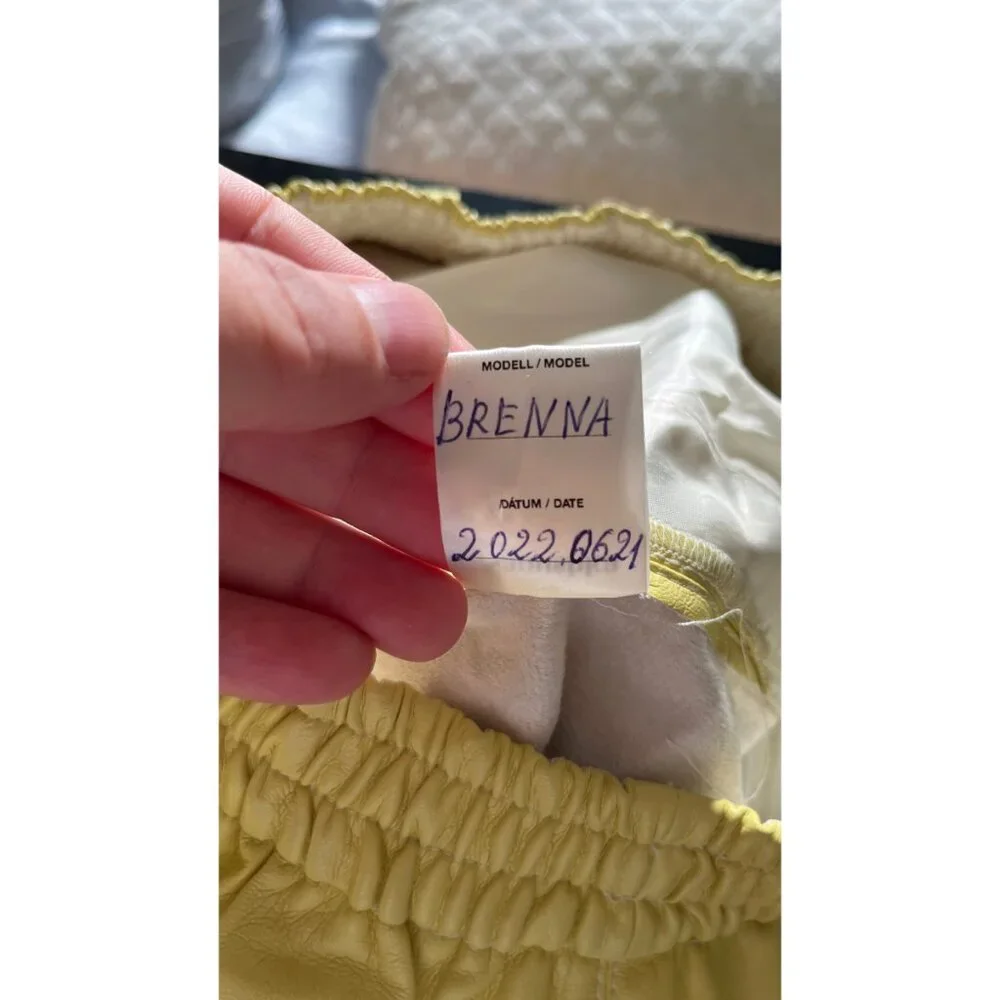 MODELL / MODEL
BRENNA
DÁTUM / DATE
2022.0621